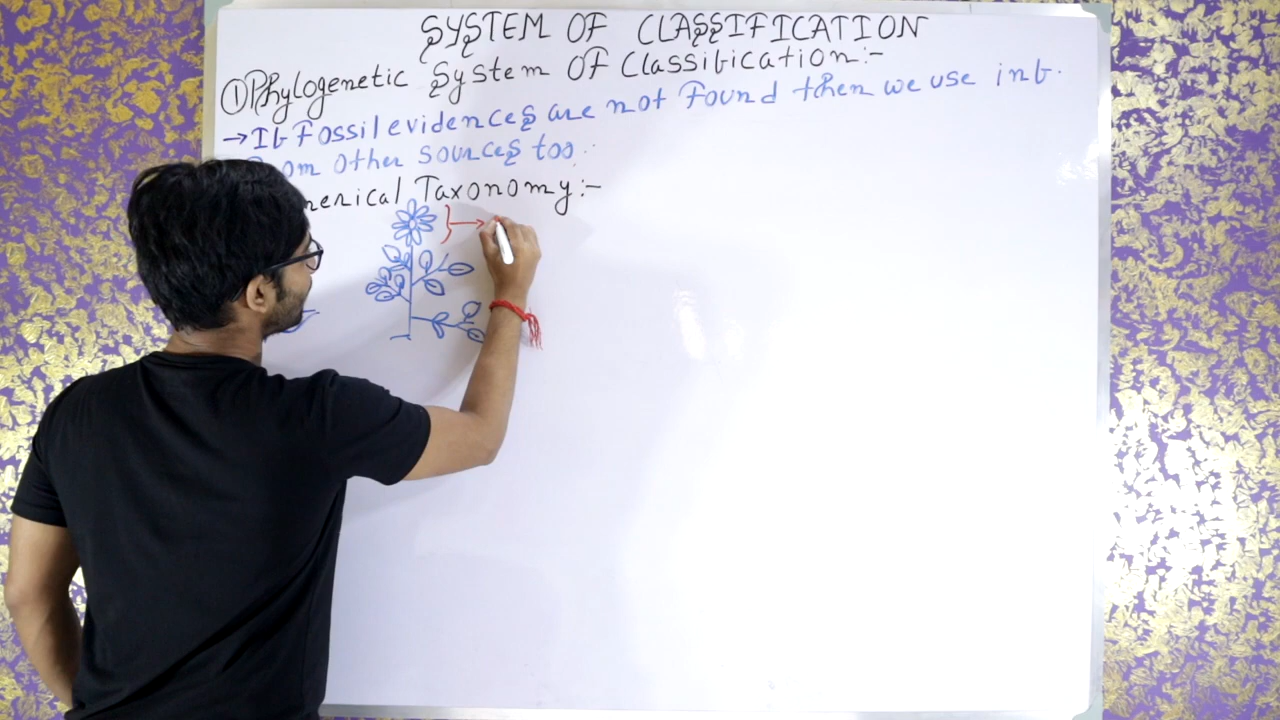 SYSTEM OF CLASSIFICATION
① Phylogenetic System Of Classification:-
→ If Fossil evidences are not Found then we use inf.
other sources too
Taxonomy:-